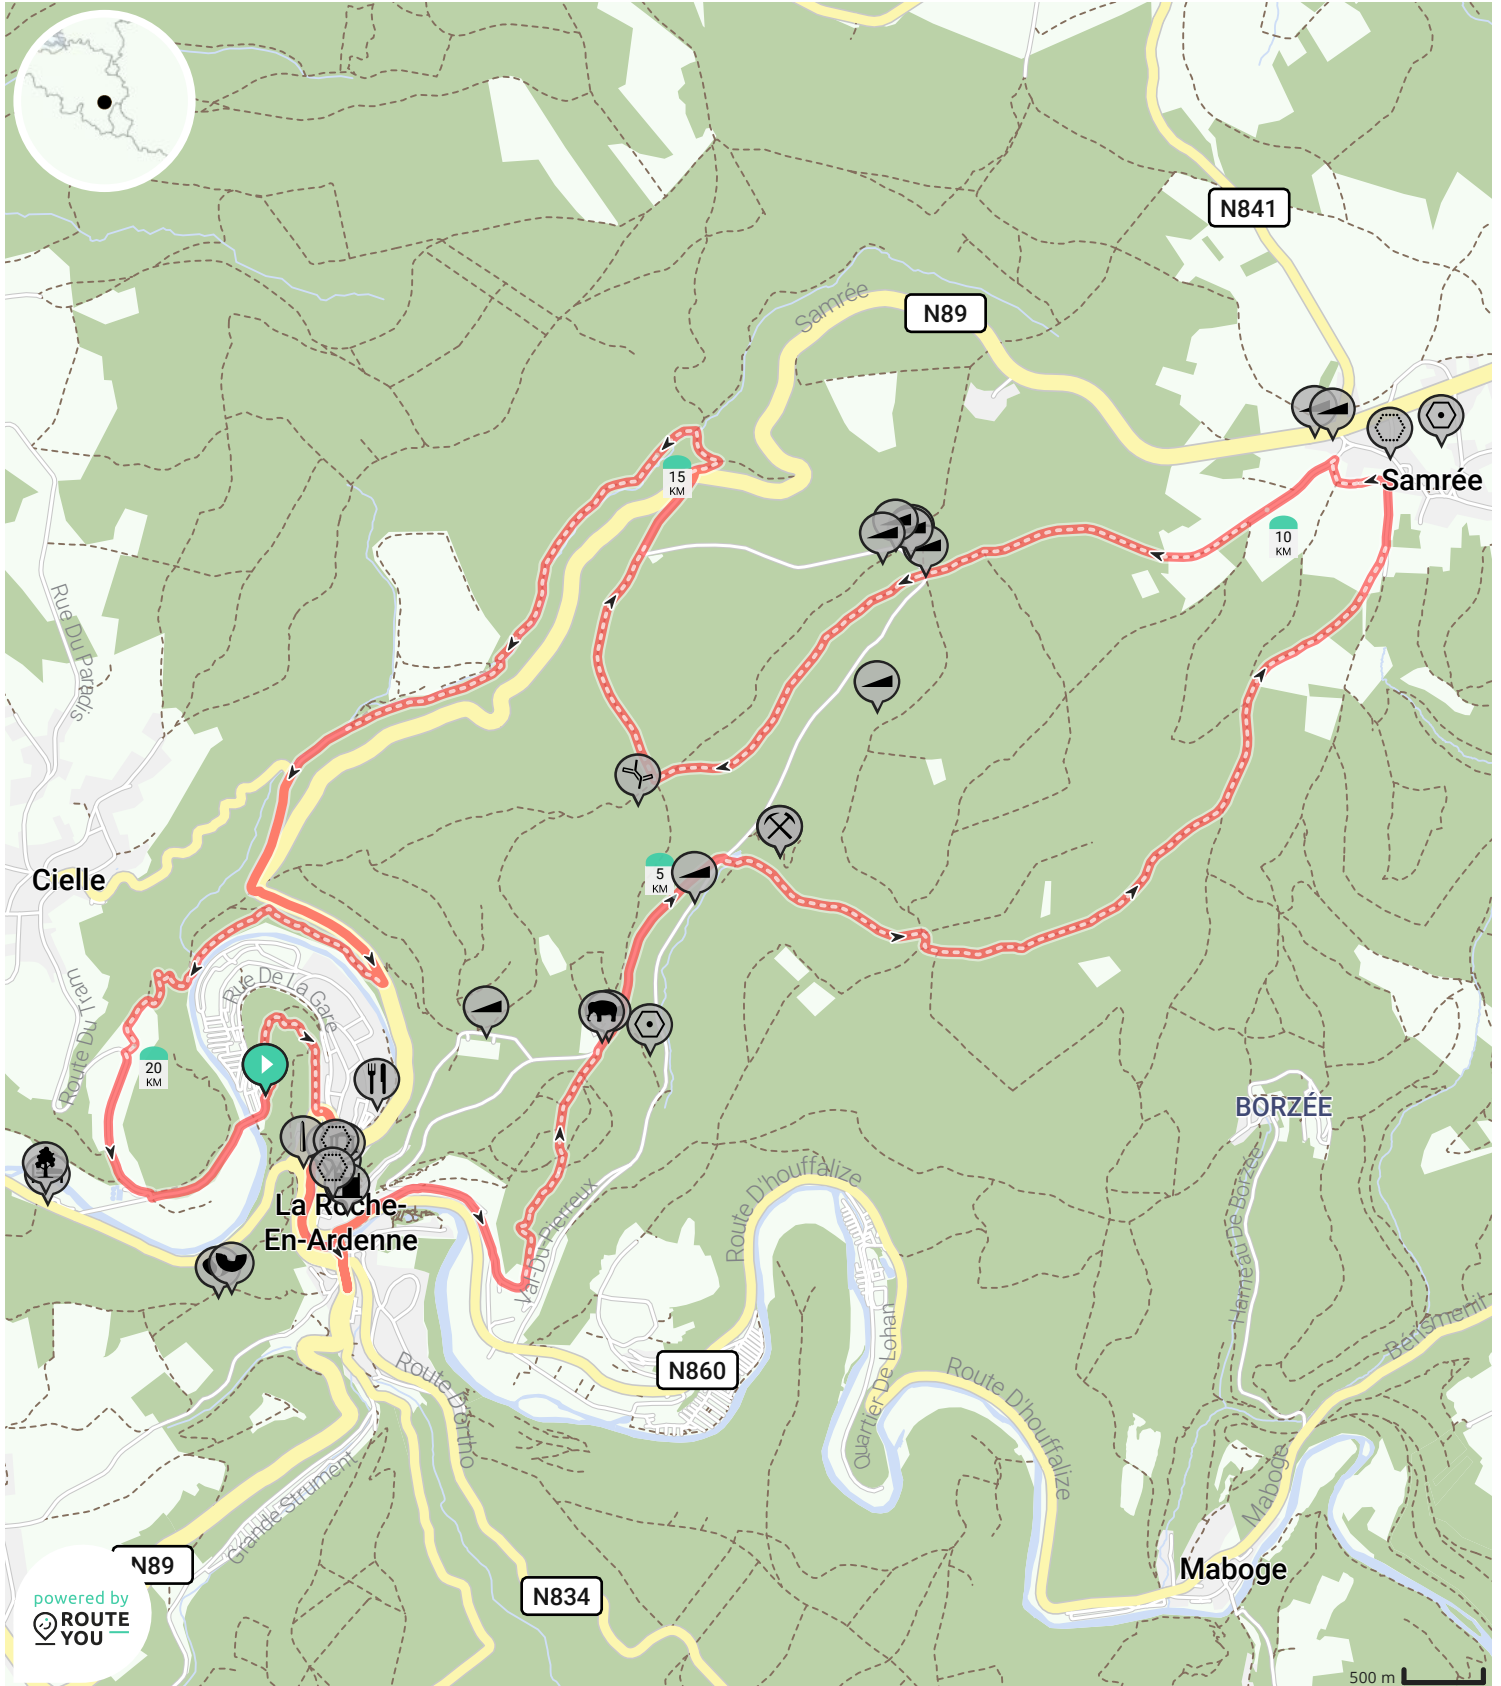 N841
Samrée
N89
15
KM
Samrée
10
KM
Rue Du Paradis
Cielle
5
KM
Rue De La Gare
Route Du Tram
20
KM
BORZÉE
La Roche-
En-Ardenne
Val-Du-Pierreux
Route D'houffalize
Hameau De Borzée
Quartier De Lohan
Bérismenil
N860
Route D'ortho
Route D'houffalize
Grande Strument
Maboge
N89
Maboge
N834
powered by
ROUTE
YOU
500 m